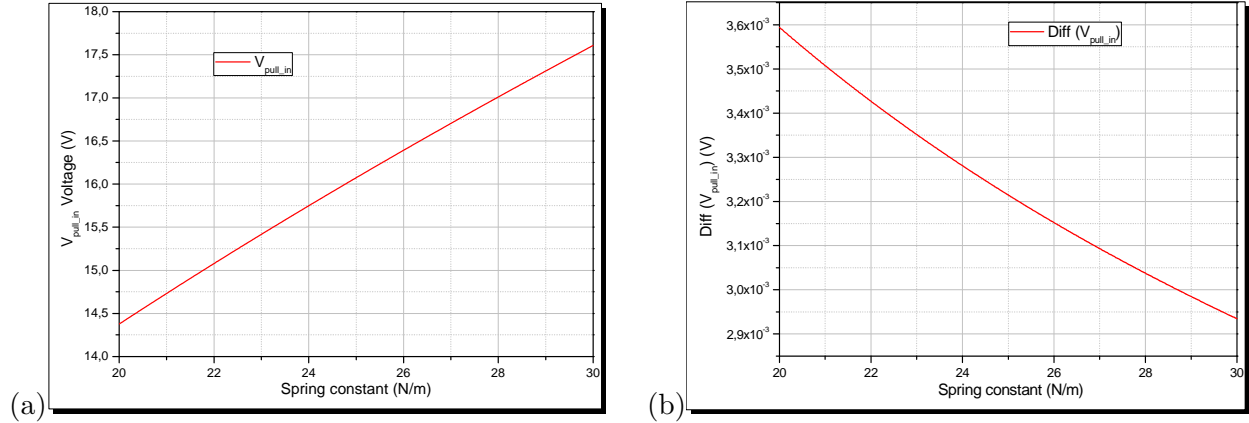 18,0
17,5
17,0
16,5
16,0
15,5
15,0
14,5
14,0
V_pull_in Voltage (V)
V_pull_in
20 22 24 26 28 30
Spring constant (N/m)
(a)
3,6x10⁻³
3,5x10⁻³
3,4x10⁻³
3,3x10⁻³
3,2x10⁻³
3,1x10⁻³
3,0x10⁻³
2,9x10⁻³
Diff (V_pull_in) (V)
Diff (V_pull_in)
20 22 24 26 28 30
Spring constant (N/m)
(b)